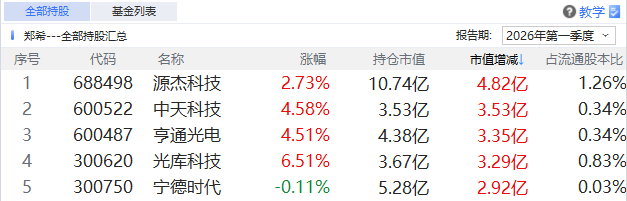 全部持股 基金列表 ? 教学
郑希---全部持股汇总 报告期: 2026年第一季度
序号 代码 名称 涨幅 持仓市值 市值增减↓ 占流通股本比
1 688498 源杰科技 2.73% 10.74亿 4.82亿 1.26%
2 600522 中天科技 4.58% 3.53亿 3.53亿 0.34%
3 600487 亨通光电 4.51% 4.38亿 3.35亿 0.34%
4 300620 光库科技 6.51% 3.67亿 3.29亿 0.83%
5 300750 宁德时代 -0.11% 5.28亿 2.92亿 0.03%